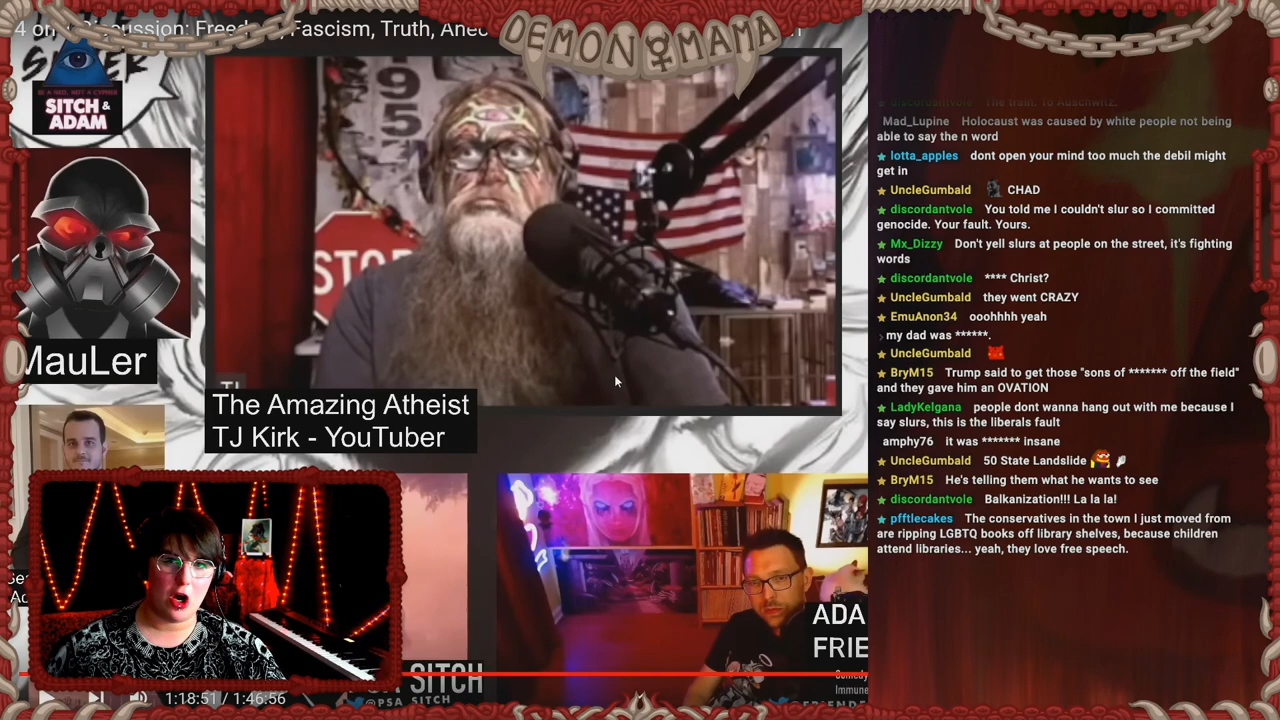 4 on 1 Discussion: Free Fascism, Truth, Anec
DEMON MAMA
SITCH &
ADAM
95
STOP
MauLer
The Amazing Atheist
TJ Kirk - YouTuber
ADA
FRIE
Immune
SITCH
@PSA_SITCH
1:18:51 / 1:46:56
discordantvole The train. To Auschwitz.
Mad_Lupine Holocaust was caused by white people not being
able to say the n word
lotta_apples dont open your mind too much the debil might
get in
UncleGumbald CHAD
discordantvole You told me I couldn't slur so I committed
genocide. Your fault. Yours.
Mx_Dizzy Don't yell slurs at people on the street, it's fighting
words
discordantvole **** Christ?
UncleGumbald they went CRAZY
EmuAnon34 ooohhhh yeah
my dad was ******.
UncleGumbald
BryM15 Trump said to get those "sons of ******* off the field"
and they gave him an OVATION
LadyKelgana people dont wanna hang out with me because I
say slurs, this is the liberals fault
amphy76 it was ******* insane
UncleGumbald 50 State Landslide
BryM15 He's telling them what he wants to see
discordantvole Balkanization!!! La la la!
pfftlecakes The conservatives in the town I just moved from
are ripping LGBTQ books off library shelves, because children
attend libraries... yeah, they love free speech.